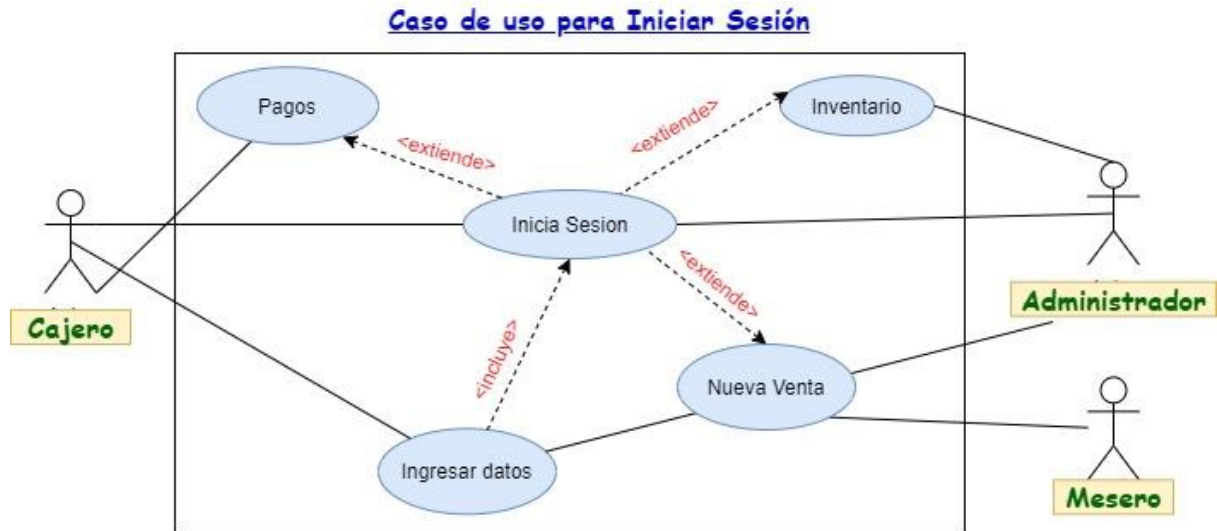 Caso de uso para Iniciar Sesión
Pagos
<extiende>
<extiende>
Inventario
Inicia Sesion
<extiende>
Cajero
Administrador
<incluye>
Nueva Venta
Ingresar datos
Mesero